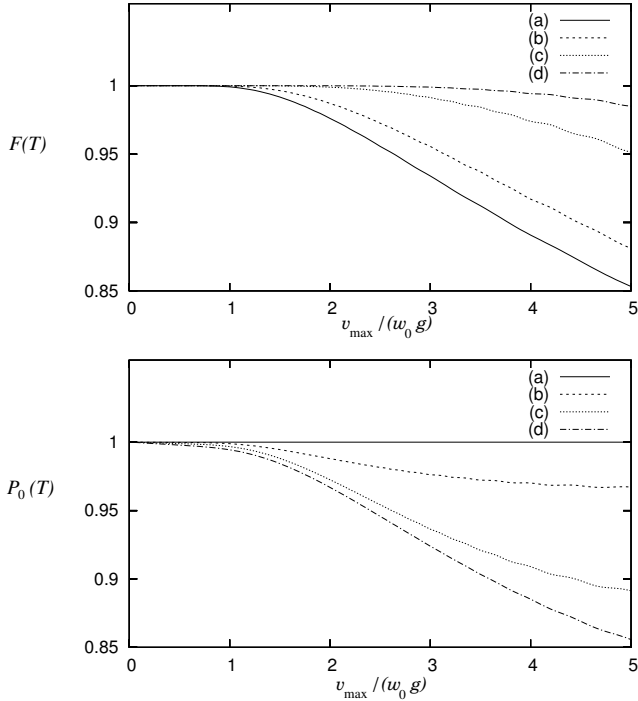 (a)
(b)
(c)
(d)
1
0.95
0.9
0.85
F(T)
0 1 2 3 4 5
v_max /(w_0 g)
(a)
(b)
(c)
(d)
1
0.95
0.9
0.85
P_0 (T)
0 1 2 3 4 5
v_max /(w_0 g)